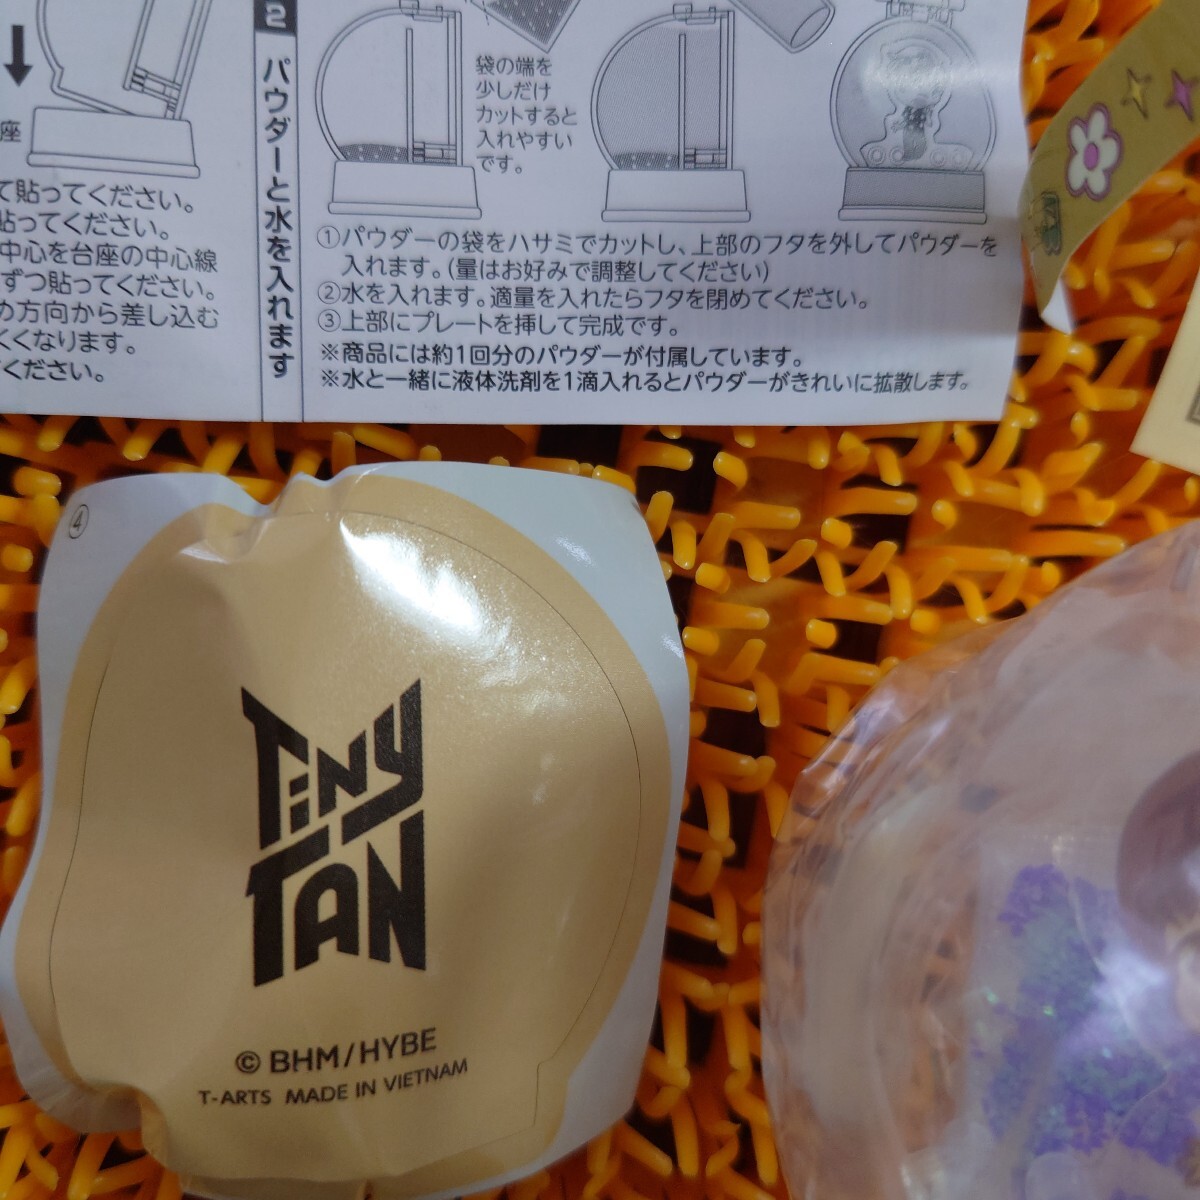 座
て貼ってください。
貼ってください。
中心を台座の中心線
ずつ貼ってください。
の方向から差し込む
くくなります。
ください。
2 パウダーと水を入れます
袋の端を
少しだけ
カットすると
入れやすい
です。
①パウダーの袋をハサミでカットし、上部のフタを外してパウダーを
入れます。(量はお好みで調整してください)
②水を入れます。適量を入れたらフタを閉めてください。
③上部にプレートを挿して完成です。
※商品には約1回分のパウダーが付属しています。
※水と一緒に液体洗剤を1滴入れるとパウダーがきれいに拡散します。
④
TiNY
TAN
© BHM/HYBE
T-ARTS MADE IN VIETNAM